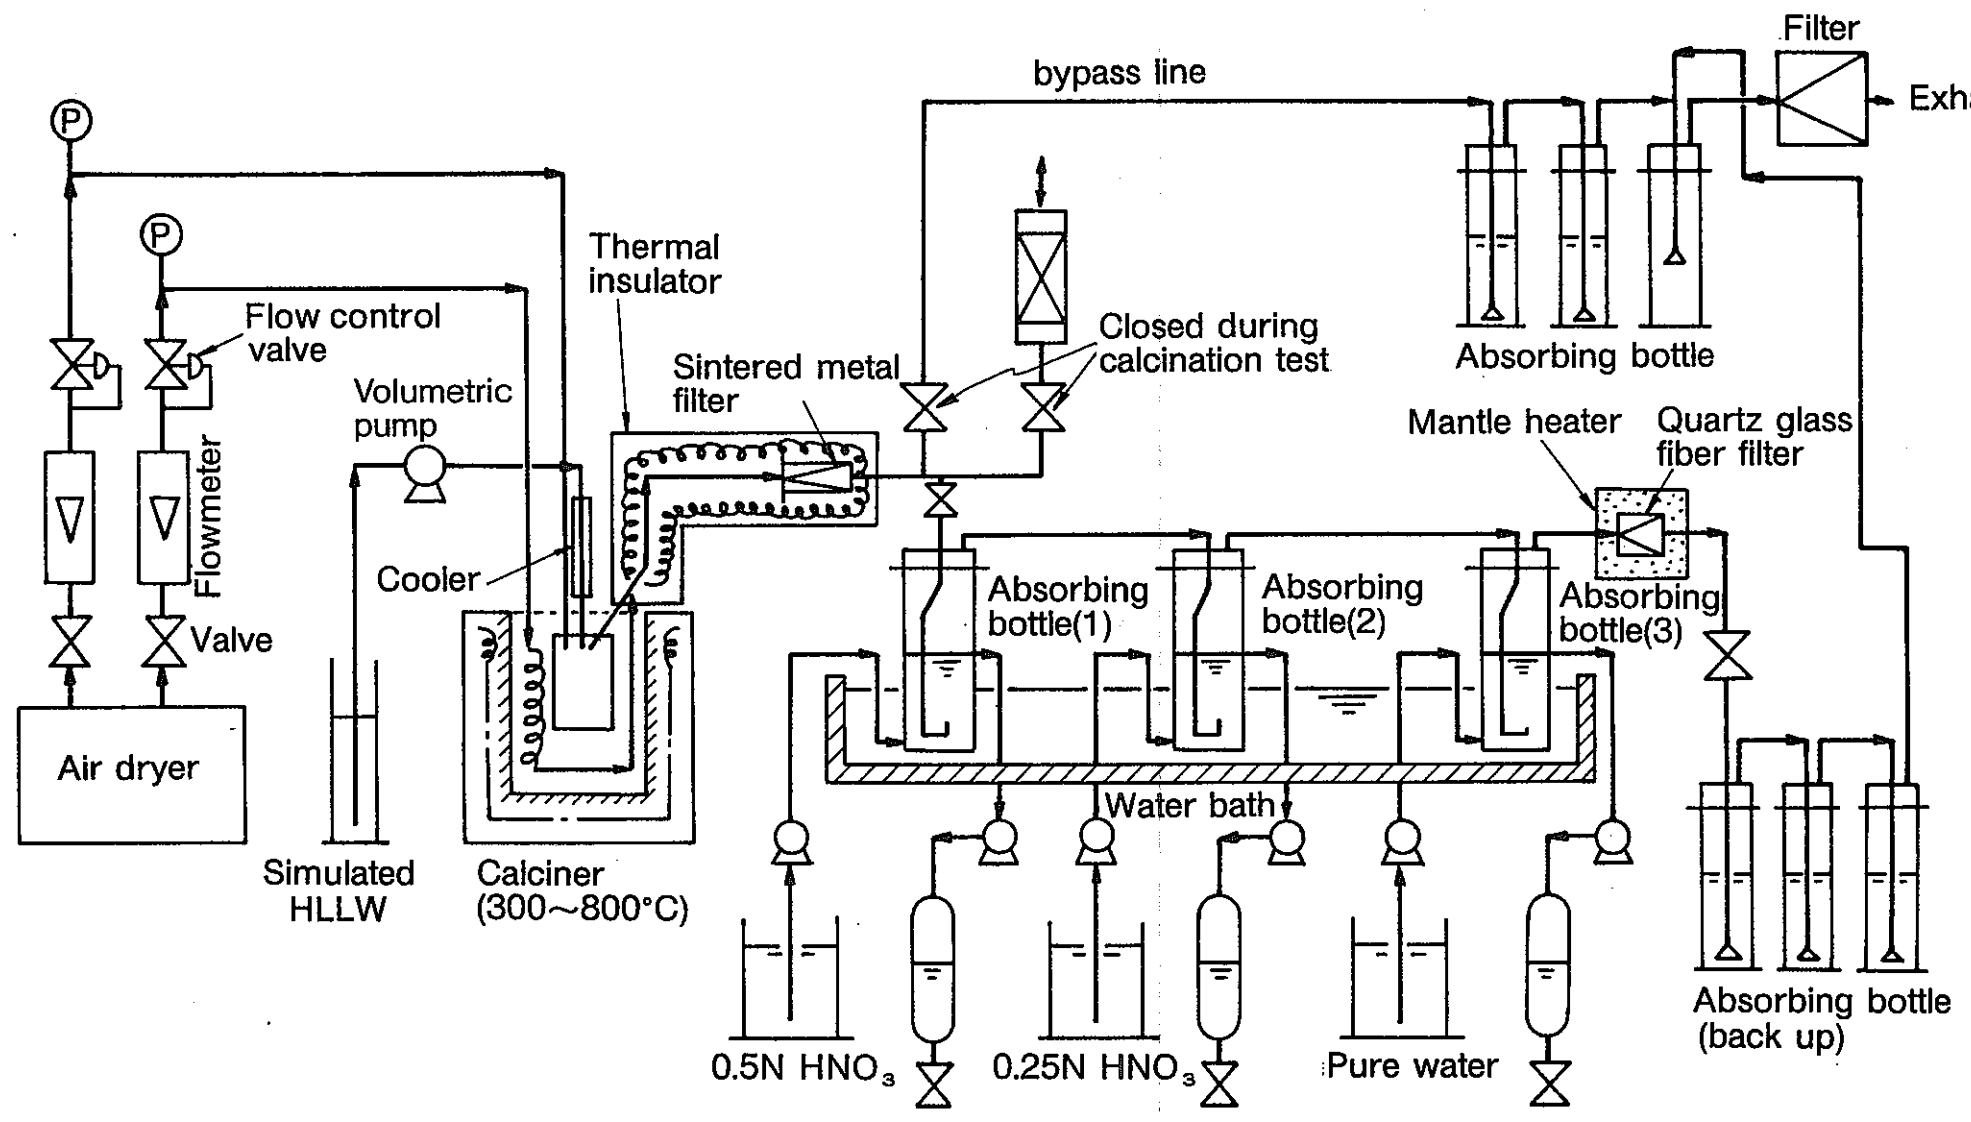 Filter
bypass line
Exh
P
P
Thermal
insulator
Flow control
valve
Closed during
calcination test
Absorbing bottle
Sintered metal
filter
Volumetric
pump
Mantle heater
Quartz glass
fiber filter
Flowmeter
Cooler
Absorbing
bottle(1)
Absorbing
bottle(2)
Absorbing
bottle(3)
Valve
Air dryer
Water bath
Simulated
HLLW
Calciner
(300～800°C)
Absorbing bottle
(back up)
0.5N HNO₃
0.25N HNO₃
Pure water